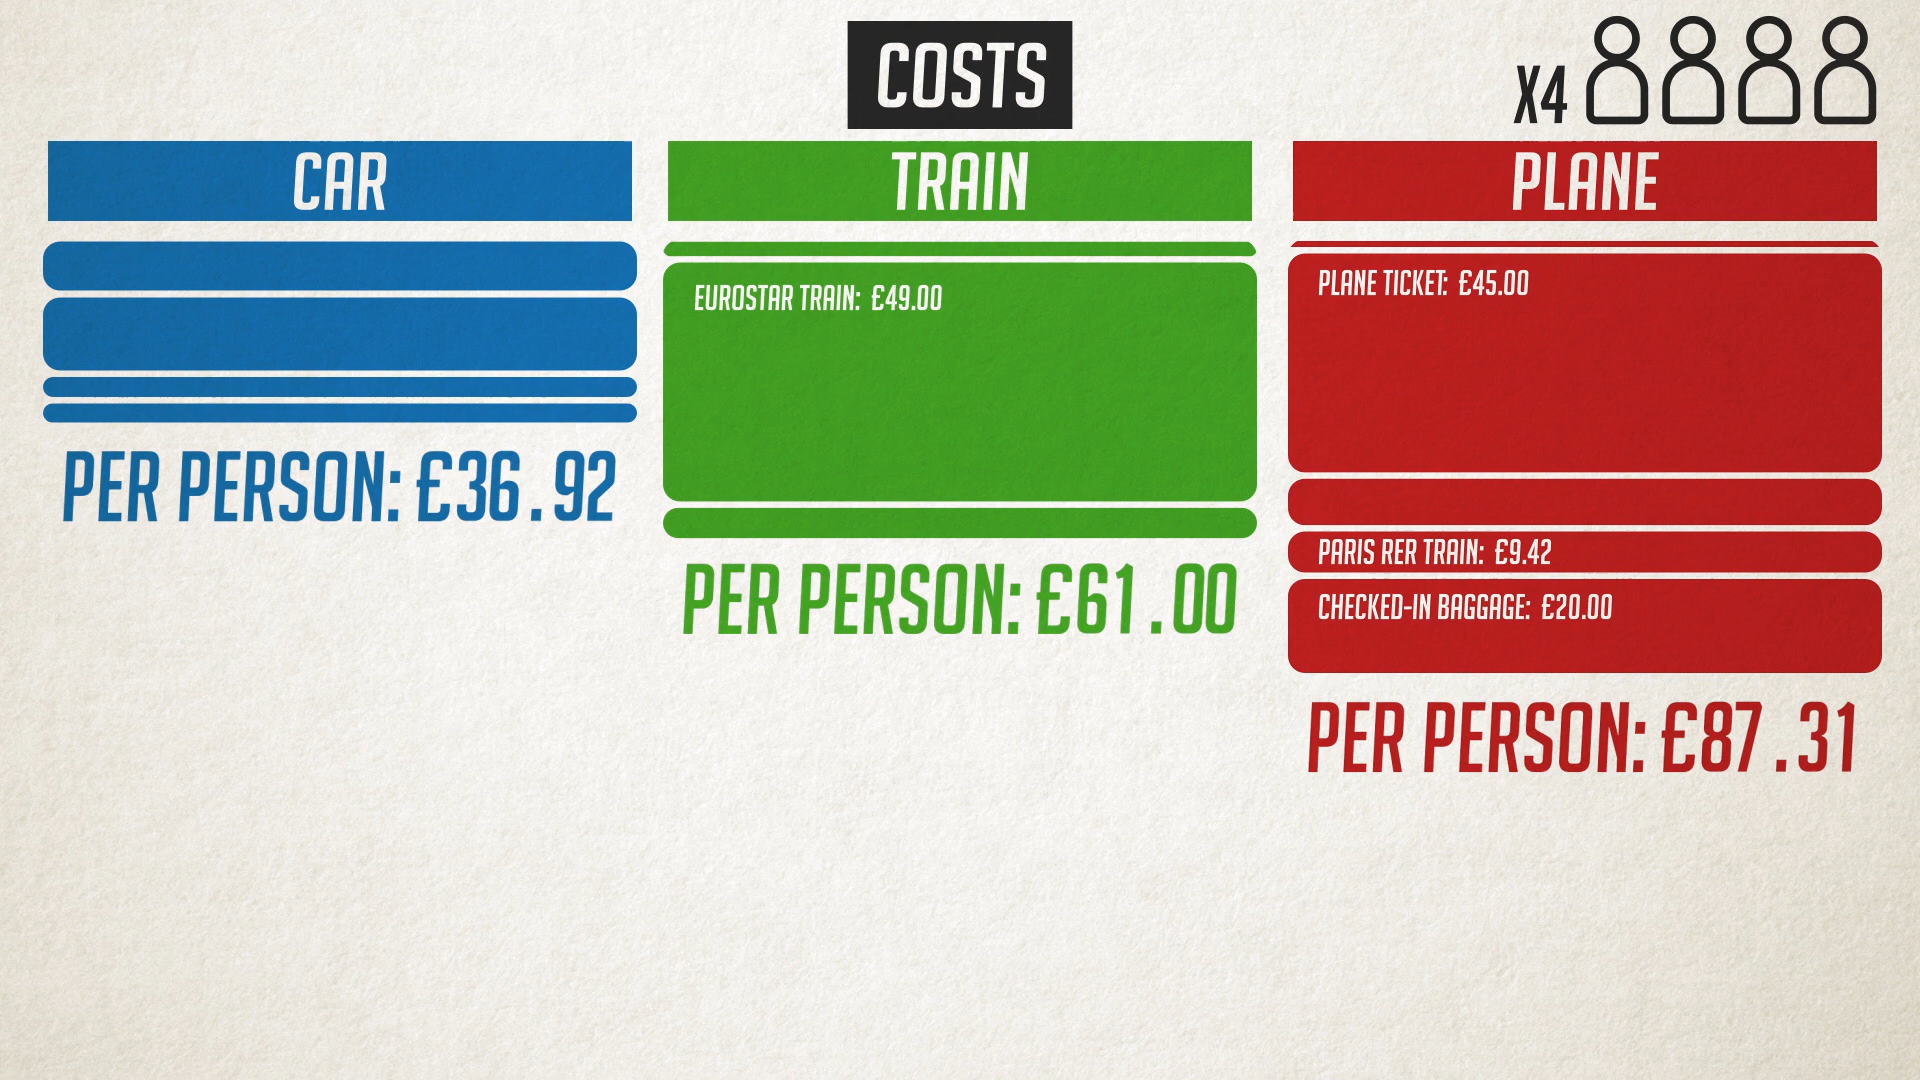 COSTS
X4
CAR
PER PERSON: £36.92
TRAIN
EUROSTAR TRAIN: £49.00
PER PERSON: £61.00
PLANE
PLANE TICKET: £45.00
PARIS RER TRAIN: £9.42
CHECKED-IN BAGGAGE: £20.00
PER PERSON: £87.31